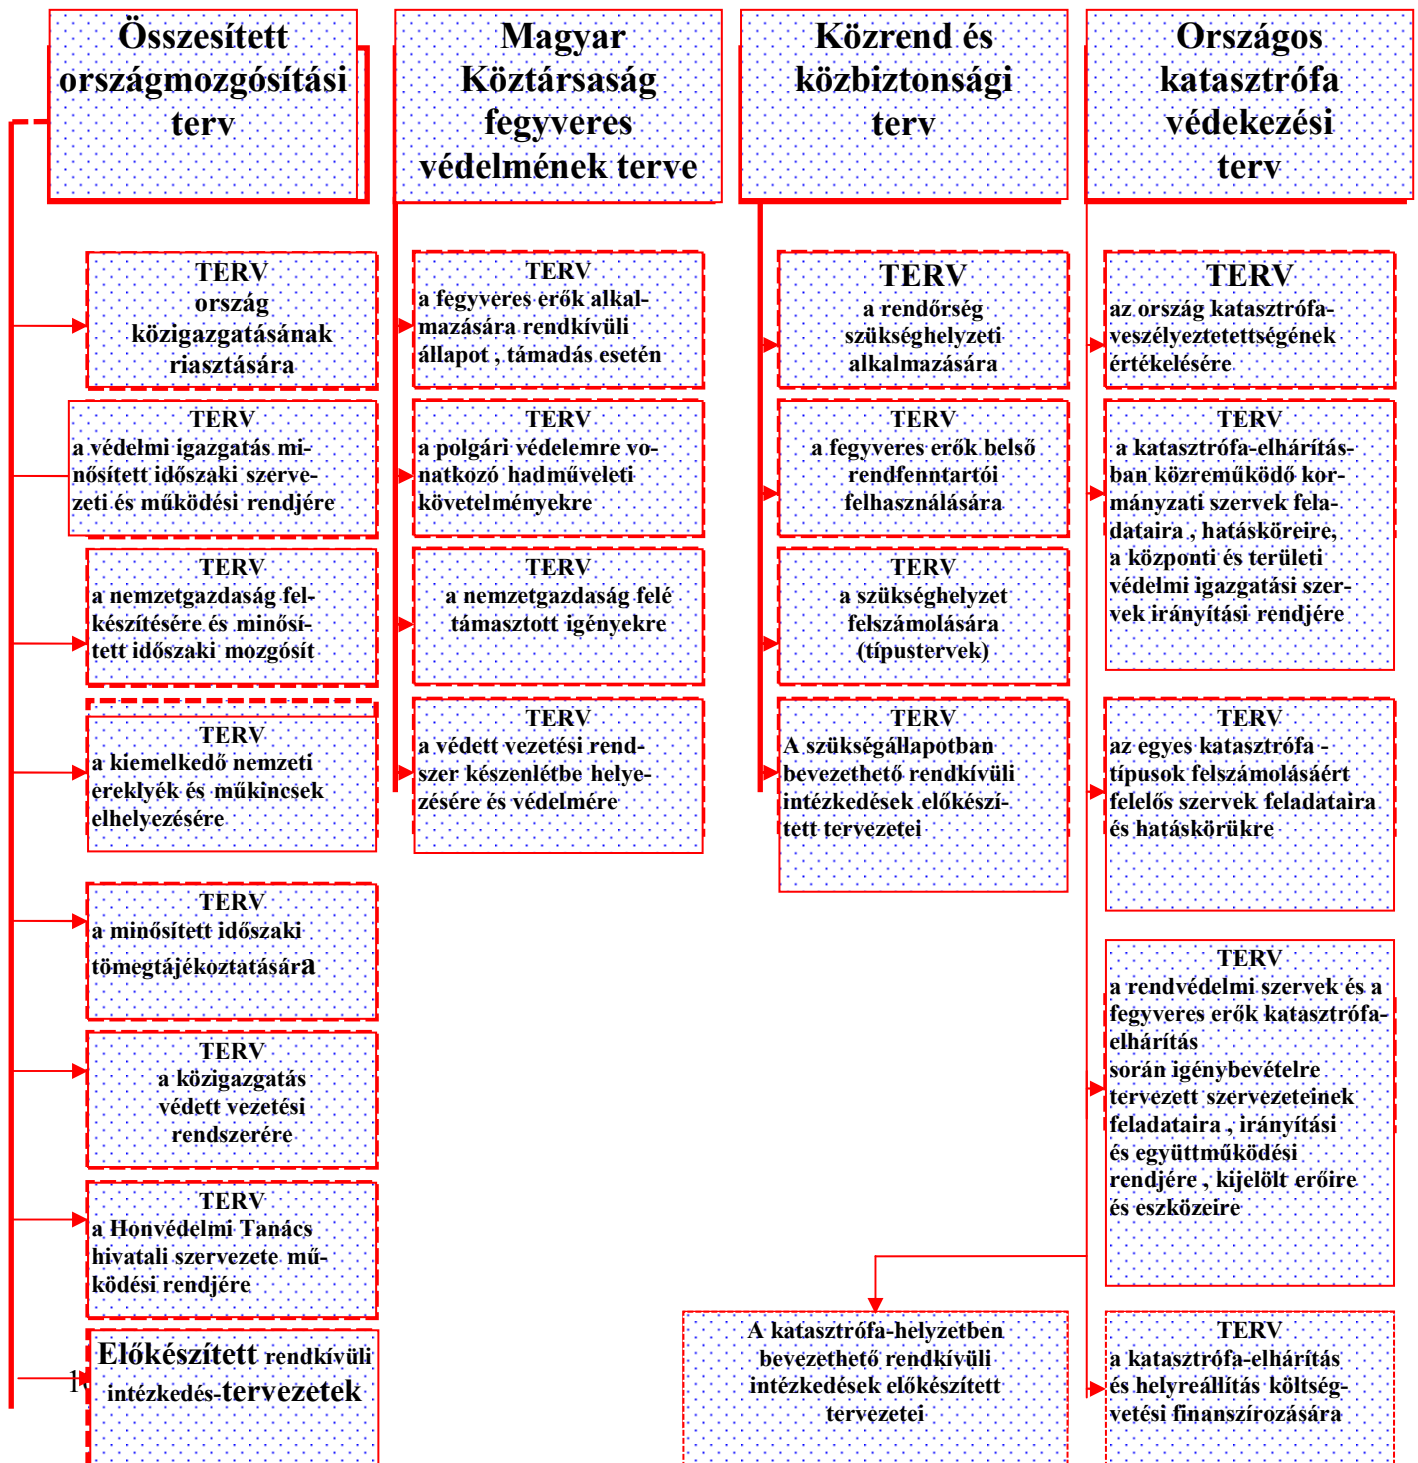 Összesített
országmozgósítási
terv
TERV
ország
közigazgatásának
riasztására
TERV
a védelmi igazgatás mi-
nősített időszaki szerve-
zeti és működési rendjére
TERV
a nemzetgazdaság fel-
készítésére és minősí-
tett időszaki mozgósít
TERV
a kiemelkedő nemzeti
ereklyék és műkincsek
elhelyezésére
TERV
a minősített időszaki
tömegtájékoztatására
TERV
a közigazgatás
védett vezetési
rendszerére
TERV
a Honvédelmi Tanács
hivatali szervezete mű-
ködési rendjére
Előkészített rendkívüli
intézkedés-tervezetek
Magyar
Köztársaság
fegyveres
védelmének terve
TERV
a fegyveres erők alkal-
mazására rendkívüli
állapot , támadás esetén
TERV
a polgári védelemre vo-
natkozó hadműveleti
követelményekre
TERV
a nemzetgazdaság felé
támasztott igényekre
TERV
a védett vezetési rend-
szer készenlétbe helye-
zésére és védelmére
Közrend és
közbiztonsági
terv
TERV
a rendőrség
szükséghelyzeti
alkalmazására
TERV
a fegyveres erők belső
rendfenntartói
felhasználására
TERV
a szükséghelyzet
felszámolására
(típustervek)
TERV
A szükségállapotban
bevezethető rendkívüli
intézkedések előkészí-
tett tervezetei
Országos
katasztrófa
védekezési
terv
TERV
az ország katasztrófa-
veszélyeztetettségének
értékelésére
TERV
a katasztrófa-elhárítás-
ban közreműködő kor-
mányzati szervek fela-
dataira , hatásköreire,
a központi és területi
védelmi igazgatási szer-
vek irányítási rendjére
TERV
az egyes katasztrófa -
típusok felszámolásáért
felelős szervek feladataira
és hatáskörükre
TERV
a rendvédelmi szervek és a
fegyveres erők katasztrófa-
elhárítás
során igénybevételre
tervezett szervezeteinek
feladataira , irányítási
és együttműködési
rendjére , kijelölt erőire
és eszközeire
A katasztrófa-helyzetben
bevezethető rendkívüli
intézkedések előkészített
tervezetei
TERV
a katasztrófa-elhárítás
és helyreállítás költség-
vetési finanszírozására